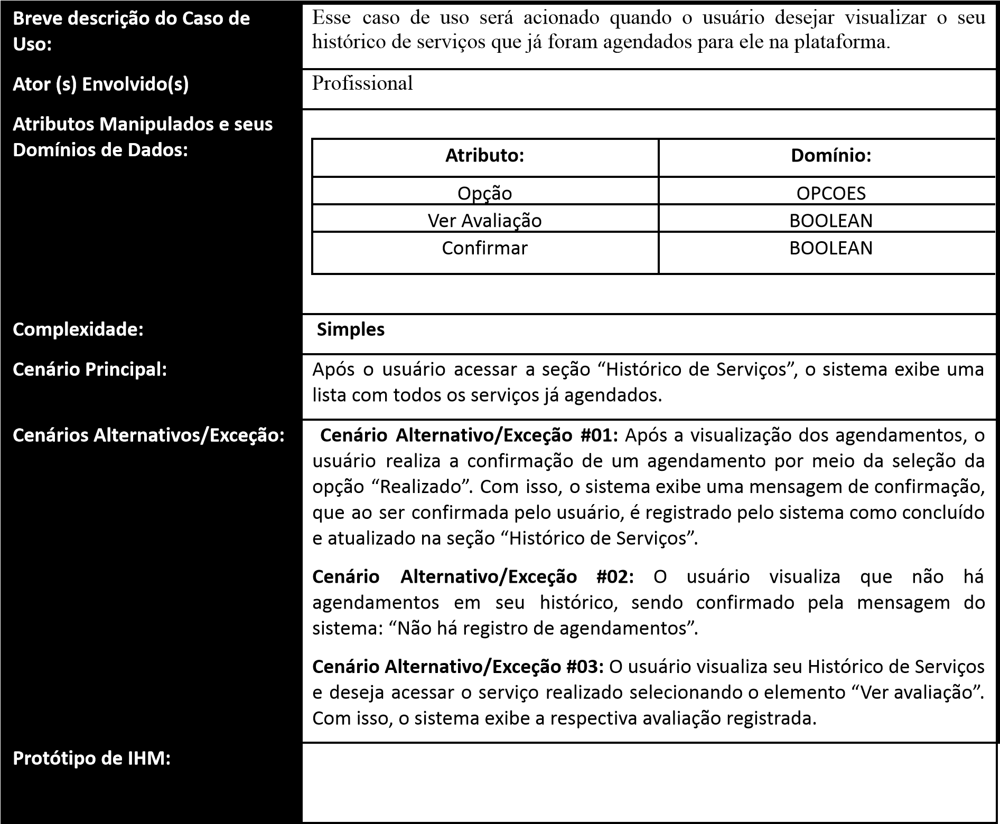 Breve descrição do Caso de
Uso:
Esse caso de uso será acionado quando o usuário desejar visualizar o seu
histórico de serviços que já foram agendados para ele na plataforma.
Ator (s) Envolvido(s)
Profissional
Atributos Manipulados e seus
Domínios de Dados:
Atributo:
Domínio:
Opção
OPCOES
Ver Avaliação
BOOLEAN
Confirmar
BOOLEAN
Complexidade:
Simples
Cenário Principal:
Após o usuário acessar a seção “Histórico de Serviços”, o sistema exibe uma
lista com todos os serviços já agendados.
Cenários Alternativos/Exceção:
Cenário Alternativo/Exceção #01: Após a visualização dos agendamentos, o
usuário realiza a confirmação de um agendamento por meio da seleção da
opção “Realizado”. Com isso, o sistema exibe uma mensagem de confirmação,
que ao ser confirmada pelo usuário, é registrado pelo sistema como concluído
e atualizado na seção “Histórico de Serviços”.
Cenário Alternativo/Exceção #02: O usuário visualiza que não há
agendamentos em seu histórico, sendo confirmado pela mensagem do
sistema: “Não há registro de agendamentos”.
Cenário Alternativo/Exceção #03: O usuário visualiza seu Histórico de Serviços
e deseja acessar o serviço realizado selecionando o elemento “Ver avaliação”.
Com isso, o sistema exibe a respectiva avaliação registrada.
Protótipo de IHM: